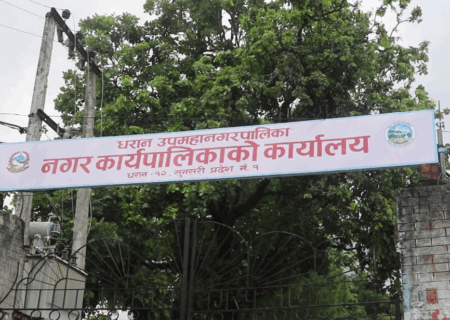 धरान उपमहानगरपालिका
नगर कार्यपालिकाको कार्यालय
धरान - १२, सुनसरी प्रदेश नं. १